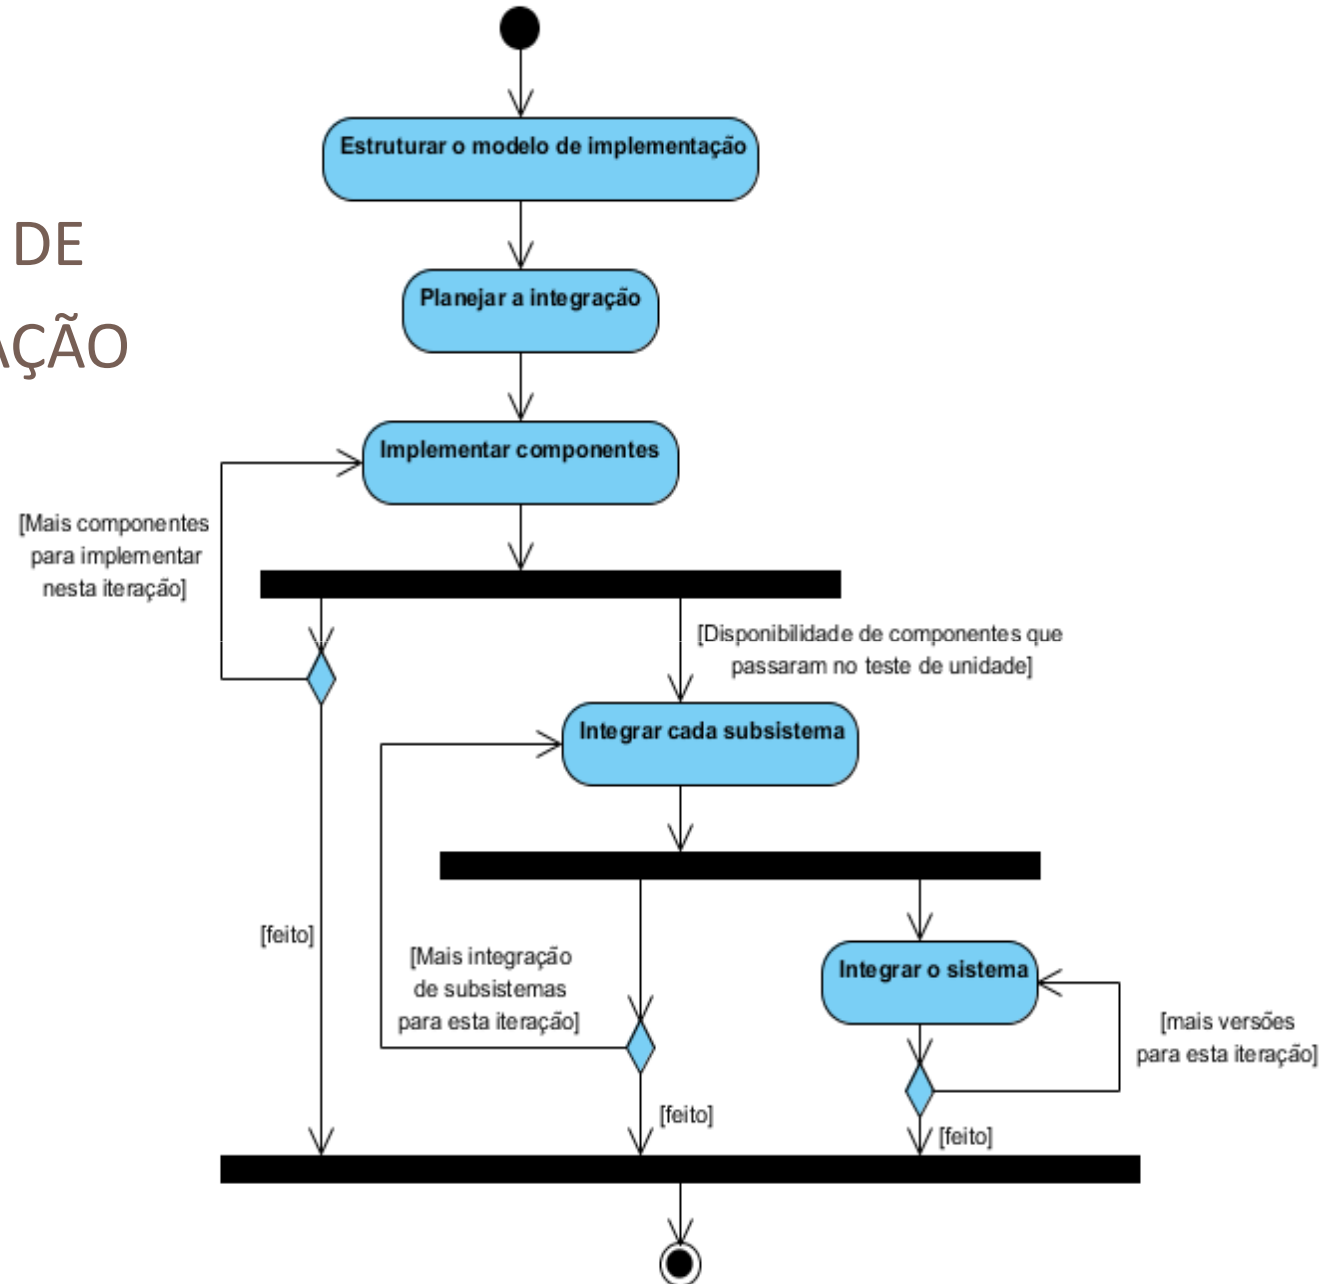 DE
AÇÃO
Estruturar o modelo de implementação
Planejar a integração
Implementar componentes
[Mais componentes
para implementar
nesta iteração]
[Disponibilidade de componentes que
passaram no teste de unidade]
Integrar cada subsistema
[feito]
[Mais integração
de subsistemas
para esta iteração]
Integrar o sistema
[mais versões
para esta iteração]
[feito]
[feito]